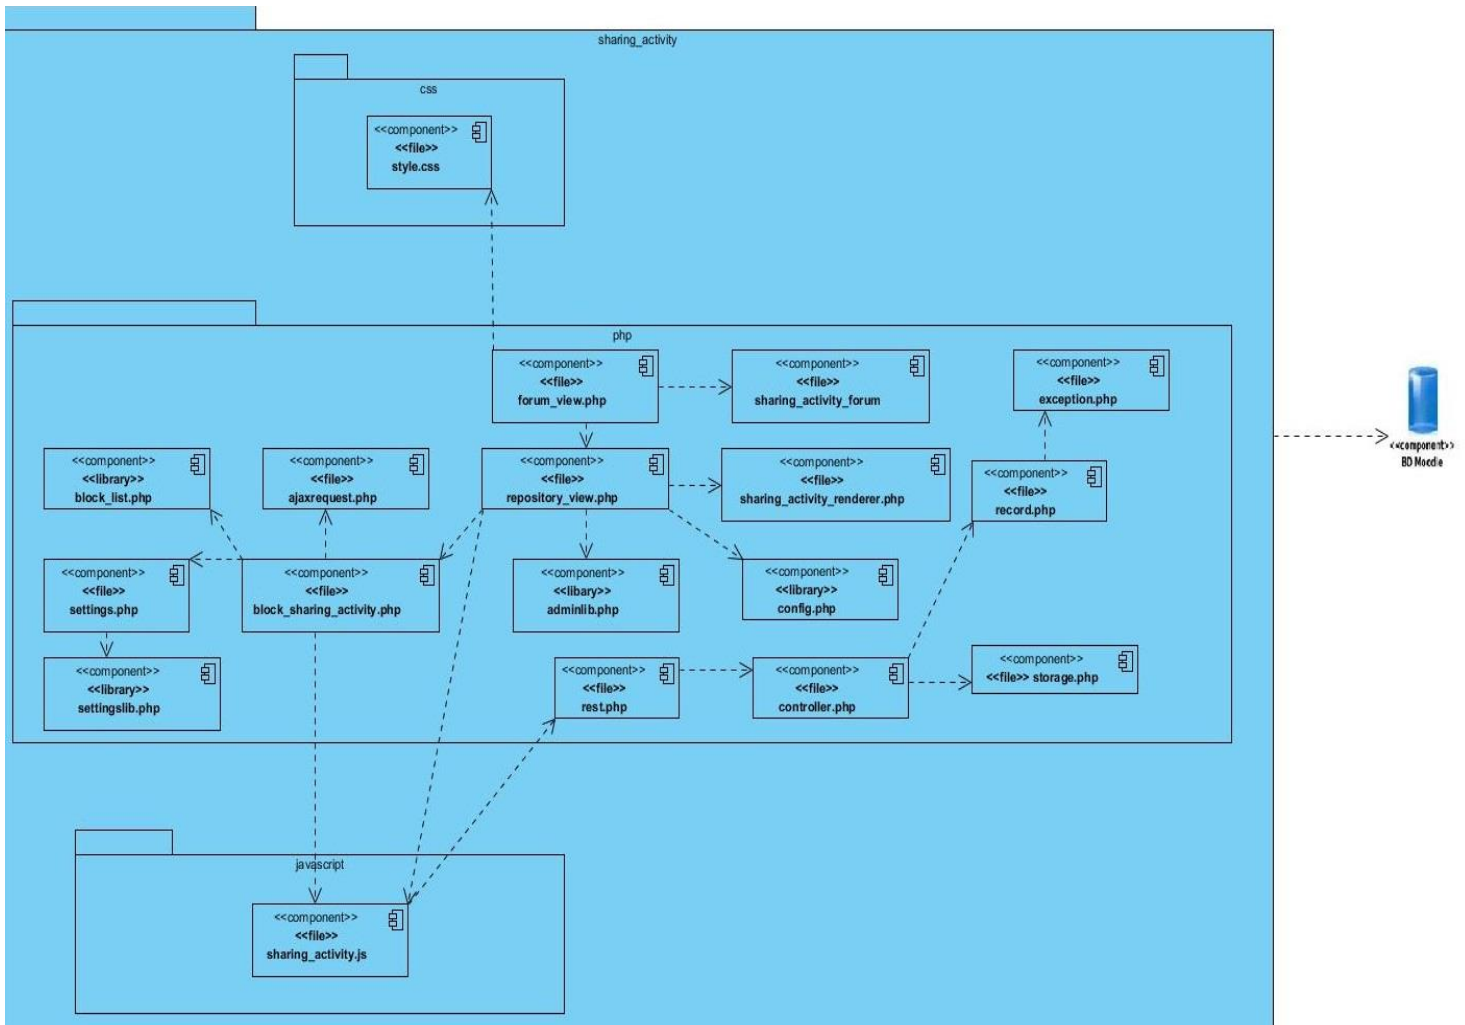 sharing_activity
css
<<component>>
<<file>>
style.css
php
<<component>>
<<file>>
forum_view.php
<<component>>
<<file>>
sharing_activity_forum
<<component>>
<<file>>
exception.php
<<component>>
BD Moodle
<<component>>
<<library>>
block_list.php
<<component>>
<<file>>
ajaxrequest.php
<<component>>
<<file>>
repository_view.php
<<component>>
<<file>>
sharing_activity_renderer.php
<<component>>
<<file>>
record.php
<<component>>
<<file>>
settings.php
<<component>>
<<file>>
block_sharing_activity.php
<<component>>
<<libary>>
adminlib.php
<<component>>
<<library>>
config.php
<<component>>
<<library>>
settingslib.php
<<component>>
<<file>>
rest.php
<<component>>
<<file>>
controller.php
<<component>>
<<file>> storage.php
javascript
<<component>>
<<file>>
sharing_activity.js